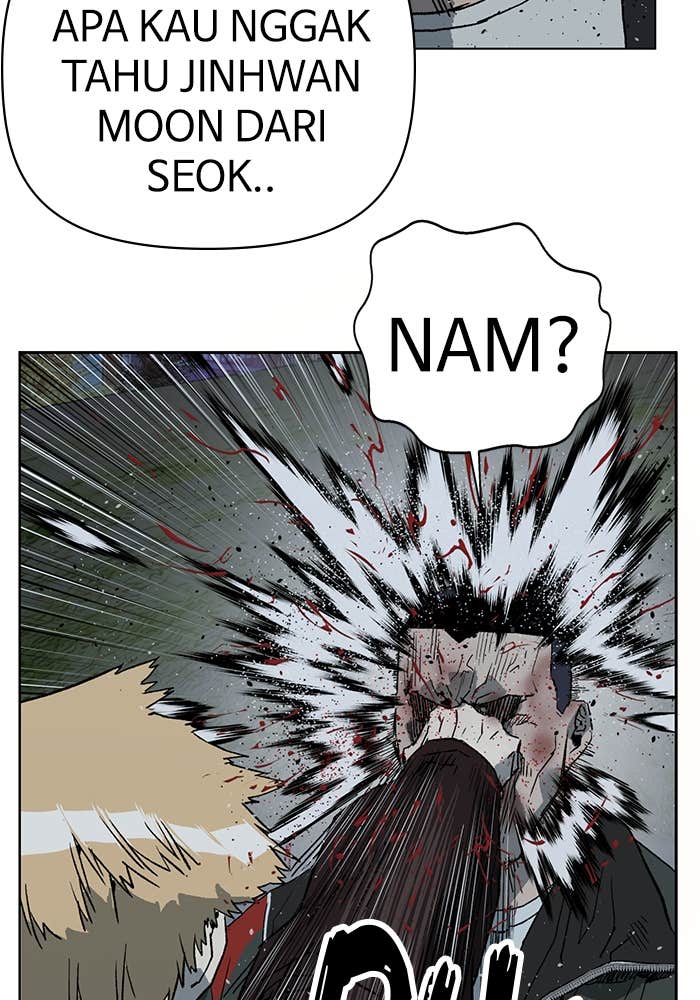 APA KAU NGGAK
TAHU JINHWAN
MOON DARI
SEOK..
NAM?